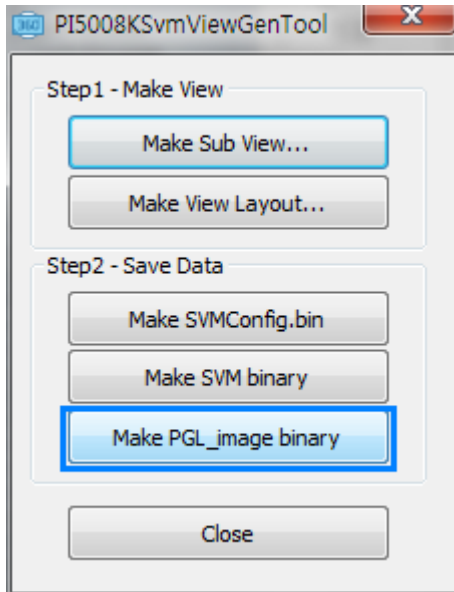 360 PI5008KSvmViewGenTool
Step1 - Make View
Make Sub View...
Make View Layout...
Step2 - Save Data
Make SVMConfig.bin
Make SVM binary
Make PGL_image binary
Close